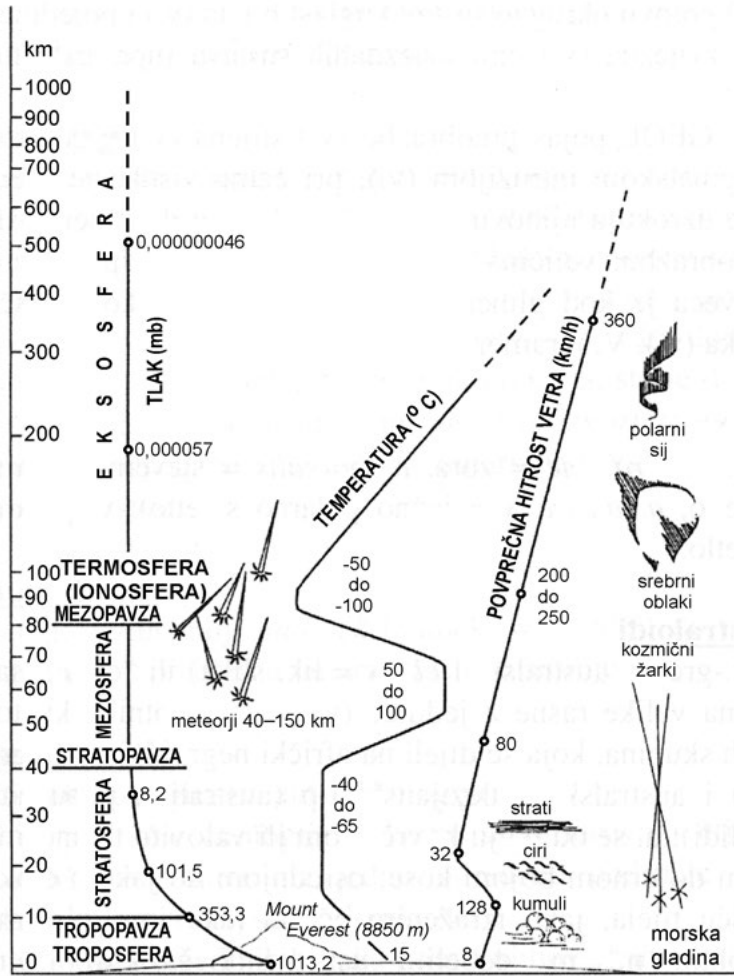 km
1000
900
800
700
600
500
400
300
200
100
90
80
70
60
50
40
30
20
10
0
EKSOSFERA
TERMOSFERA
(IONOSFERA)
MEZOPAVZA
MEZOSFERA
STRATOPAVZA
STRATOSFERA
TROPOPAVZA
TROPOSFERA
TLAK (mb)
0,000000046
0,000057
8,2
101,5
353,3
1013,2
meteorji 40–150 km
TEMPERATURA (° C)
-50
do
-100
50
do
100
-40
do
-65
15
Mount
Everest (8850 m)
POVPREČNA HITROST VETRA (km/h)
360
200
do
250
80
32
128
8
polarni
sij
srebrni
oblaki
kozmični
žarki
strati
ciri
kumuli
morska
gladina